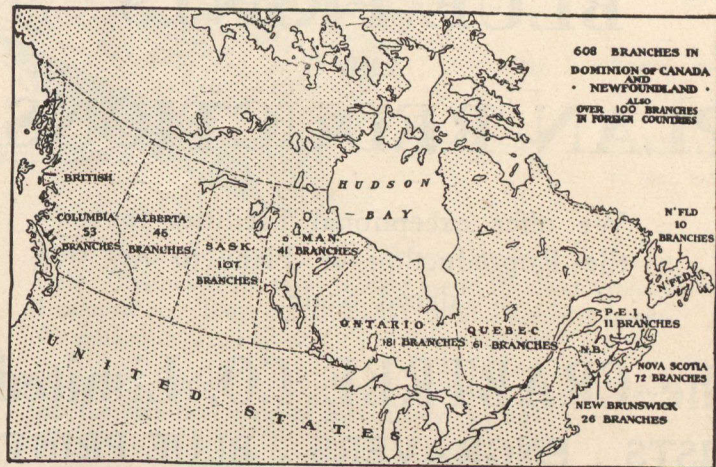 608 BRANCHES IN
DOMINION OF CANADA
AND
· NEWFOUNDLAND ·
ALSO
OVER 100 BRANCHES
IN FOREIGN COUNTRIES
HUDSON
BAY
BRITISH
COLUMBIA
53
BRANCHES
ALBERTA
46
BRANCHES
SASK.
107
BRANCHES
MAN.
41 BRANCHES
ONTARIO
181 BRANCHES
QUEBEC
61 BRANCHES
N'FLD
10
BRANCHES
N'FLD.
P.E.I.
11 BRANCHES
N.B.
NOVA SCOTIA
72 BRANCHES
NEW BRUNSWICK
26 BRANCHES
UNITED STATES